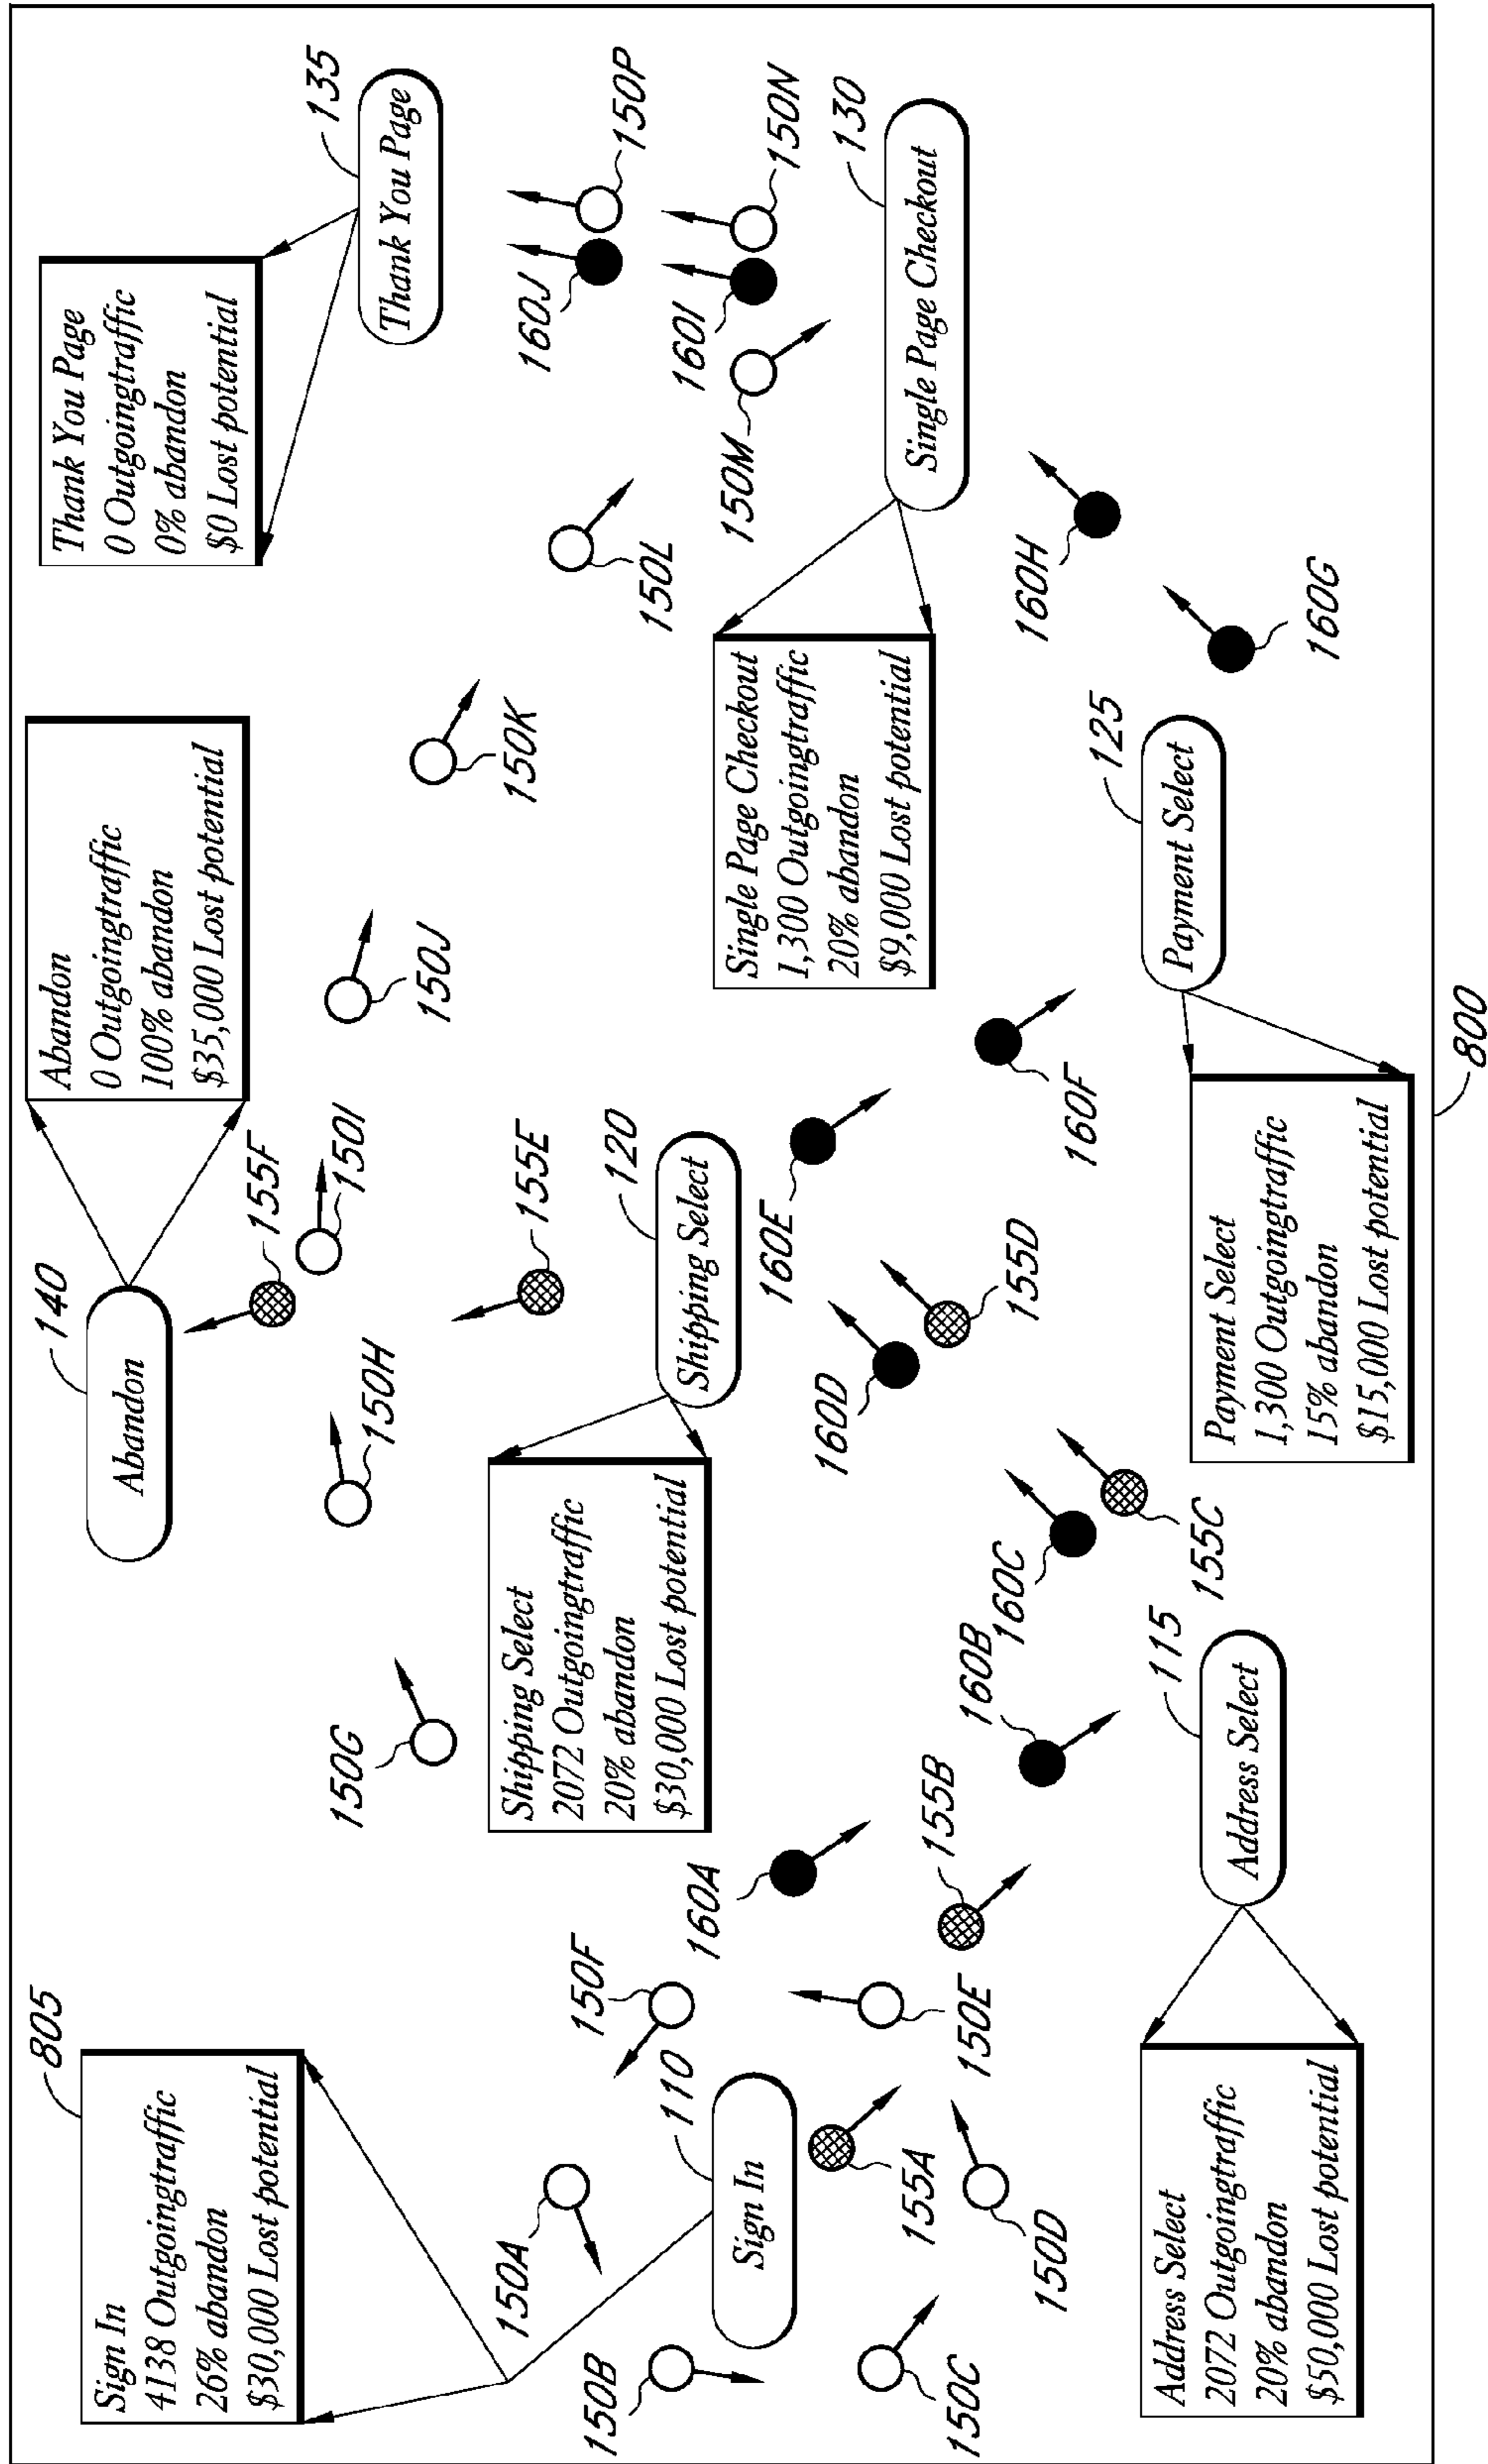 805
Sign In
4138 Outgoingtraffic
26% abandon
$30,000 Lost potential
140
Abandon
Abandon
0 Outgoingtraffic
100% abandon
$35,000 Lost potential
Thank You Page
0 Outgoingtraffic
0% abandon
$0 Lost potential
135
Thank You Page
150G
150H
155F
150I
150J
150K
150A
150F
Shipping Select
2072 Outgoingtraffic
20% abandon
$30,000 Lost potential
155E
120
Shipping Select
150L
160J
150P
150B
110
Sign In
160A
160I
150N
150M
Single Page Checkout
1,300 Outgoingtraffic
20% abandon
$9,000 Lost potential
130
Single Page Checkout
160E
160D
155D
155A
150E
155B
160B
160C
150C
150D
160F
160H
155C
115
Address Select
125
Payment Select
160G
Address Select
2072 Outgoingtraffic
20% abandon
$50,000 Lost potential
Payment Select
1,300 Outgoingtraffic
15% abandon
$15,000 Lost potential
800